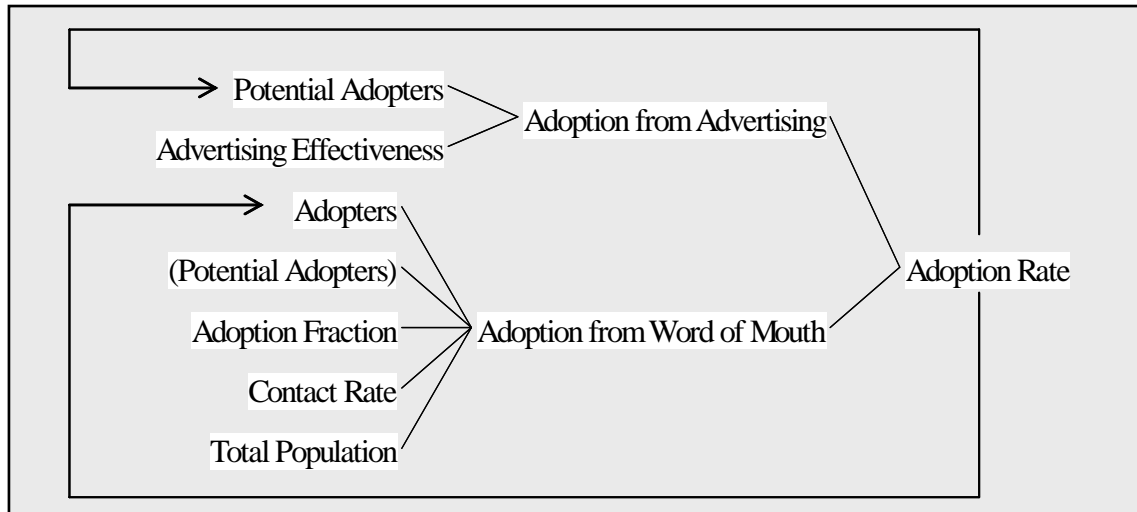 Potential Adopters
Adoption from Advertising
Advertising Effectiveness
Adopters
(Potential Adopters)
Adoption Rate
Adoption Fraction
Adoption from Word of Mouth
Contact Rate
Total Population